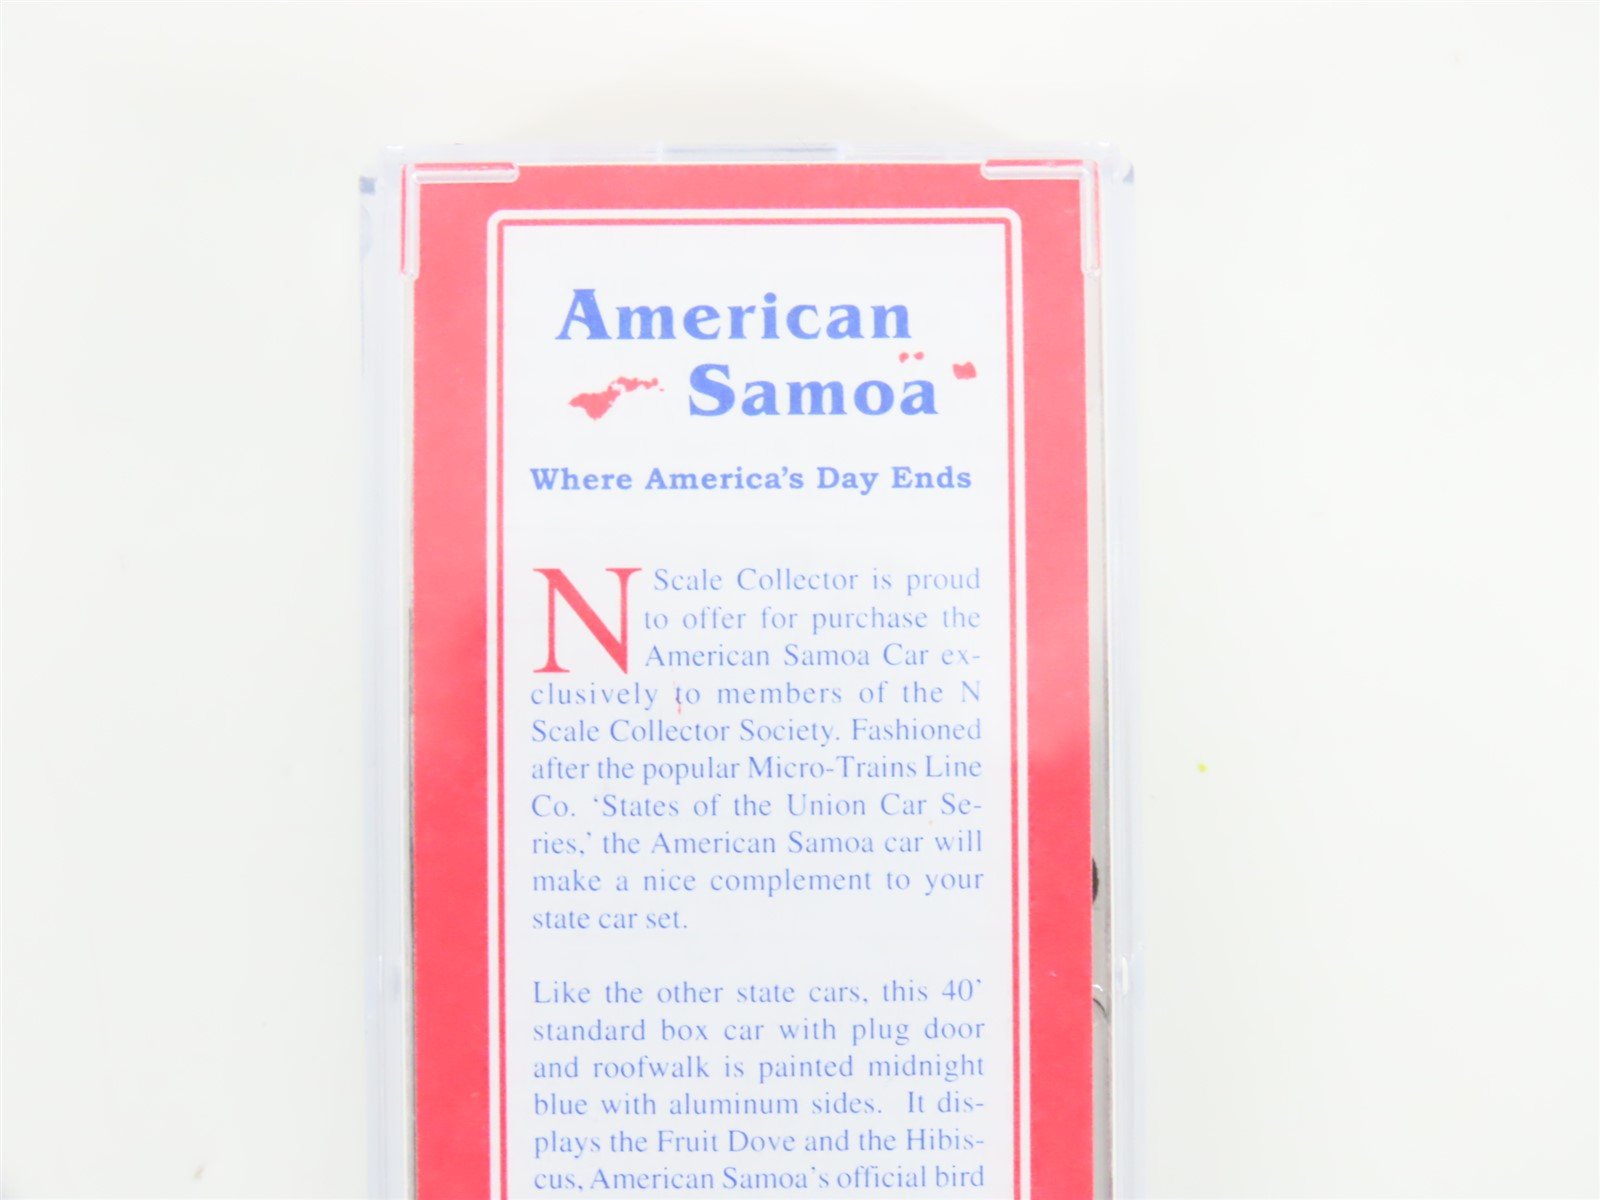 American
Samoa
Where America's Day Ends
N Scale Collector is proud
to offer for purchase the
American Samoa Car ex-
clusively to members of the N
Scale Collector Society. Fashioned
after the popular Micro-Trains Line
Co. ‘States of the Union Car Se-
ries,’ the American Samoa car will
make a nice complement to your
state car set.
Like the other state cars, this 40’
standard box car with plug door
and roofwalk is painted midnight
blue with aluminum sides. It dis-
plays the Fruit Dove and the Hibis-
cus, American Samoa’s official bird